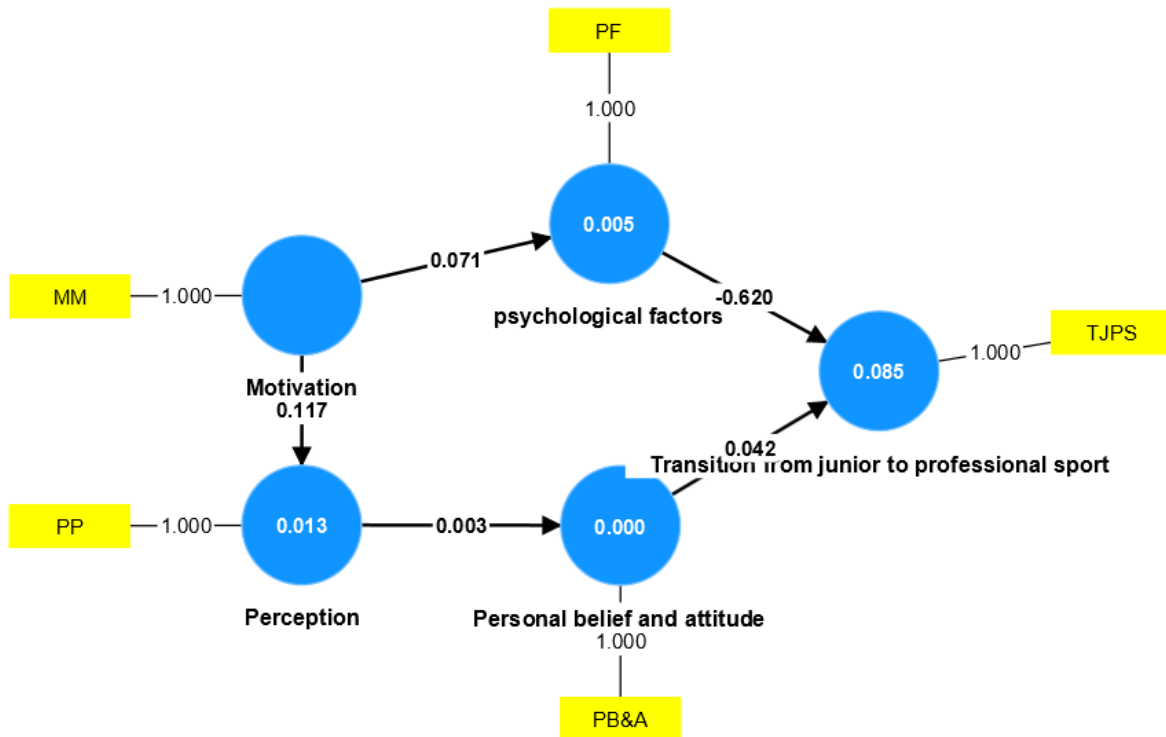 PF
1.000
0.005
0.071
MM
1.000
-0.620
psychological factors
TJPS
1.000
0.085
Motivation
0.117
0.042
Transition from junior to professional sport
PP
1.000
0.013
0.003
0.000
Perception
Personal belief and attitude
1.000
PB&A